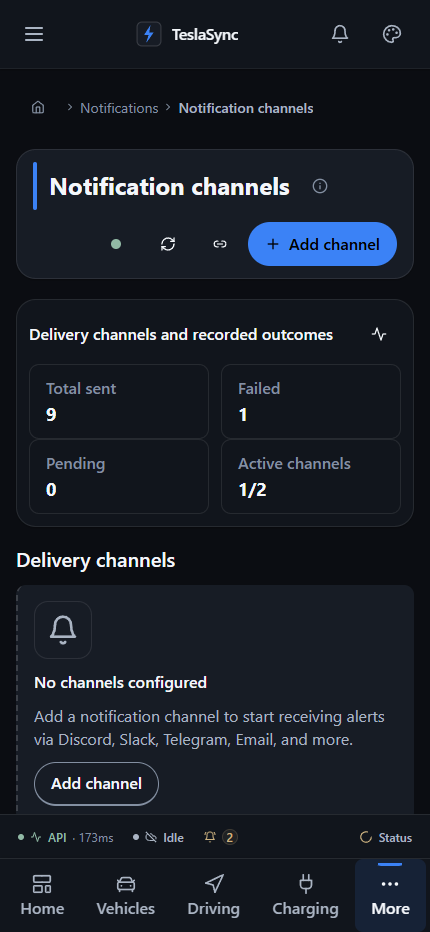 TeslaSync
Notifications
Notification channels
Notification channels
Add channel
Delivery channels and recorded outcomes
Total sent
9
Failed
1
Pending
0
Active channels
1/2
Delivery channels
No channels configured
Add a notification channel to start receiving alerts
via Discord, Slack, Telegram, Email, and more.
Add channel
API · 173ms
Idle
2
Status
Home
Vehicles
Driving
Charging
More